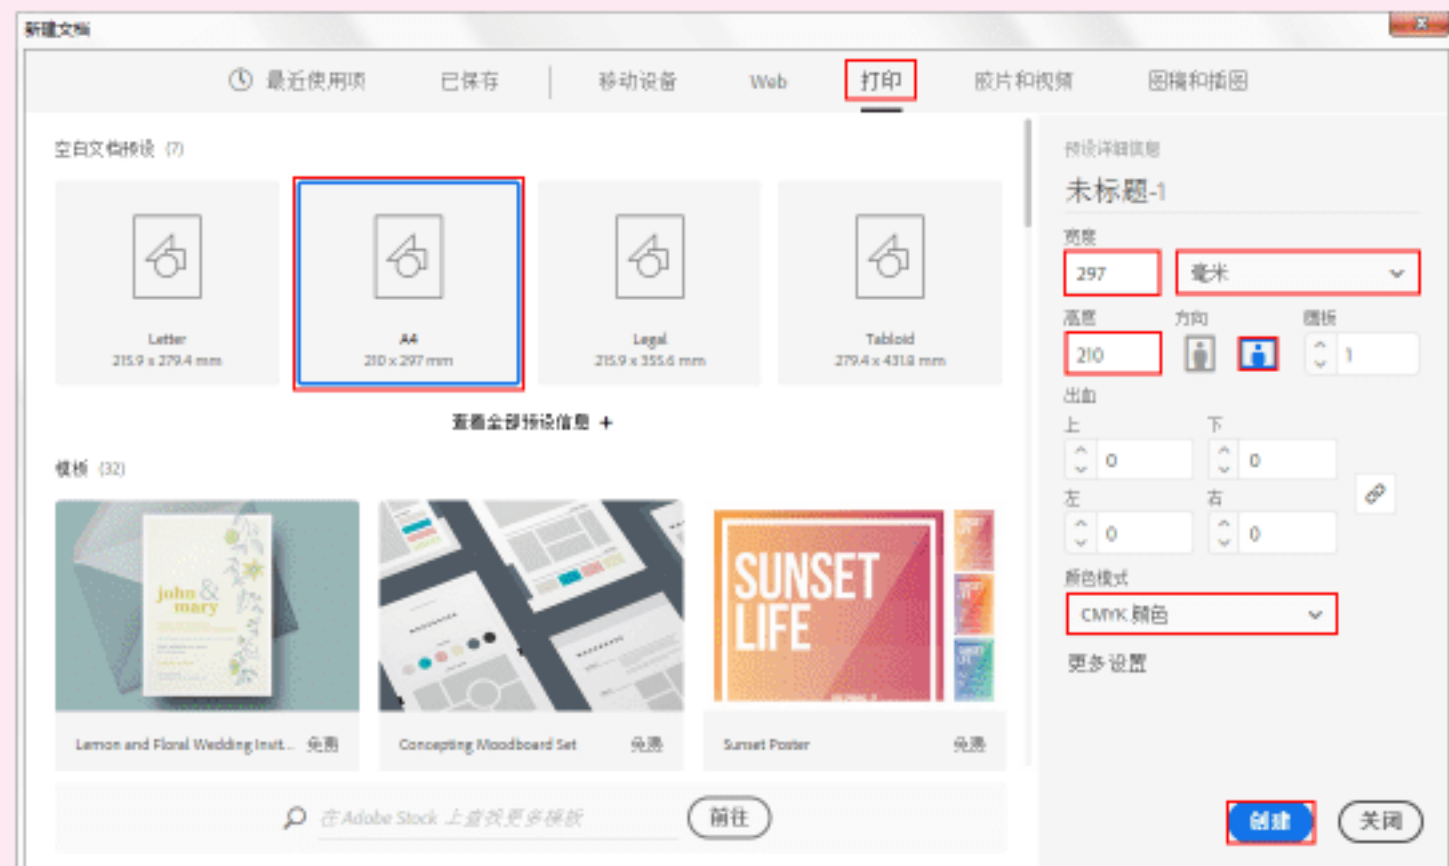 新建文档
最近使用项 已保存 移动设备 Web 打印 胶片和视频 图稿和插图
空白文档预设 (7)
Letter
215.9 x 279.4 mm
A4
210 x 297 mm
Legal
215.9 x 355.6 mm
Tabloid
279.4 x 431.8 mm
查看全部预设信息 +
模板 (32)
john &
mary
SUNSET
LIFE
Lemon and Floral Wedding Invit... 免费
Concepting Moodboard Set 免费
Sunset Poster 免费
在 Adobe Stock 上查找更多模板 前往
预设详细信息
未标题-1
宽度
297 毫米
高度 方向 画板
210 1
出血
上 下
0 0
左 右
0 0
颜色模式
CMYK 颜色
更多设置
创建 关闭